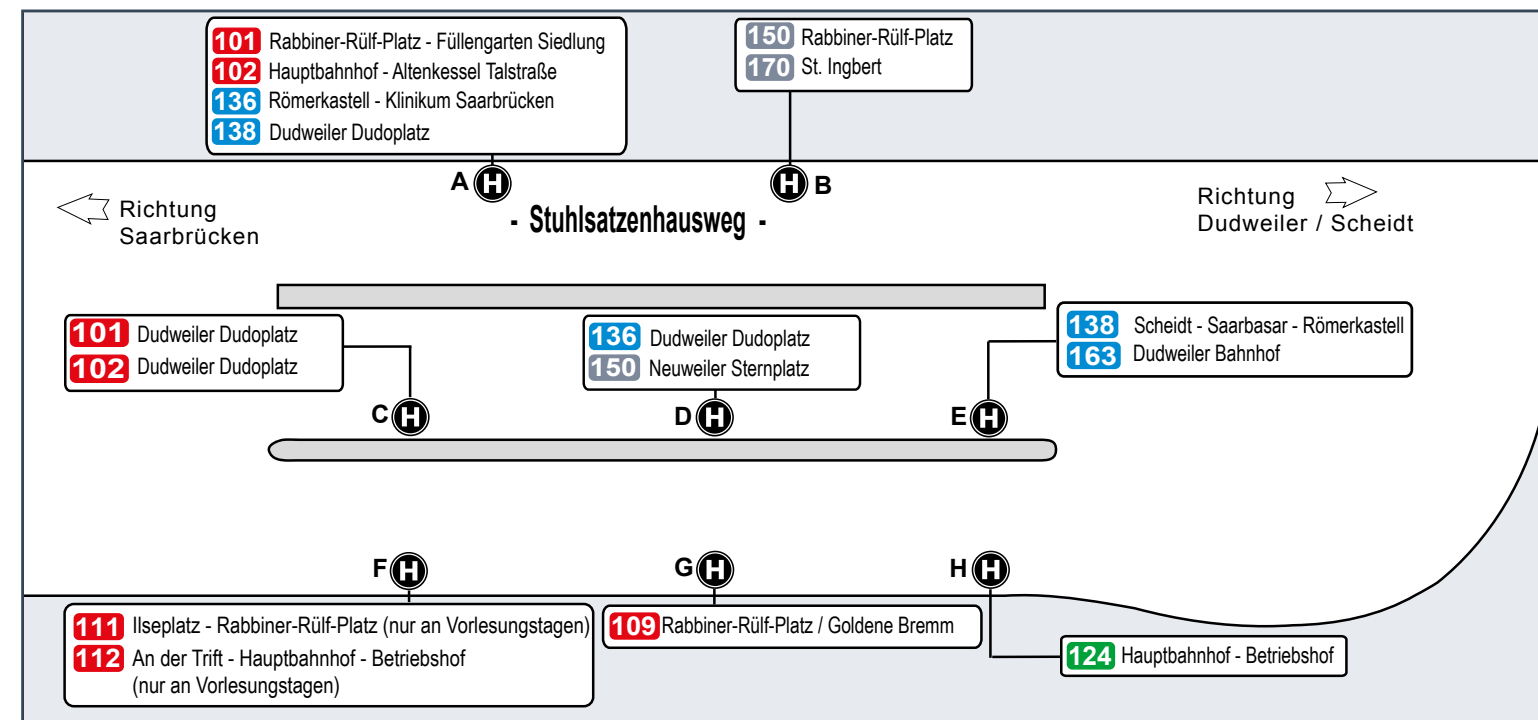 101 Rabbiner-Rülf-Platz - Füllengarten Siedlung
102 Hauptbahnhof - Altenkessel Talstraße
136 Römerkastell - Klinikum Saarbrücken
138 Dudweiler Dudoplatz
150 Rabbiner-Rülf-Platz
170 St. Ingbert
A H
H B
Richtung
Saarbrücken
- Stuhlsatzenhausweg -
Richtung
Dudweiler / Scheidt
101 Dudweiler Dudoplatz
102 Dudweiler Dudoplatz
136 Dudweiler Dudoplatz
150 Neuweiler Sternplatz
138 Scheidt - Saarbasar - Römerkastell
163 Dudweiler Bahnhof
C H
D H
E H
F H
G H
H H
111 Ilseplatz - Rabbiner-Rülf-Platz (nur an Vorlesungstagen)
112 An der Trift - Hauptbahnhof - Betriebshof
(nur an Vorlesungstagen)
109 Rabbiner-Rülf-Platz / Goldene Bremm
124 Hauptbahnhof - Betriebshof